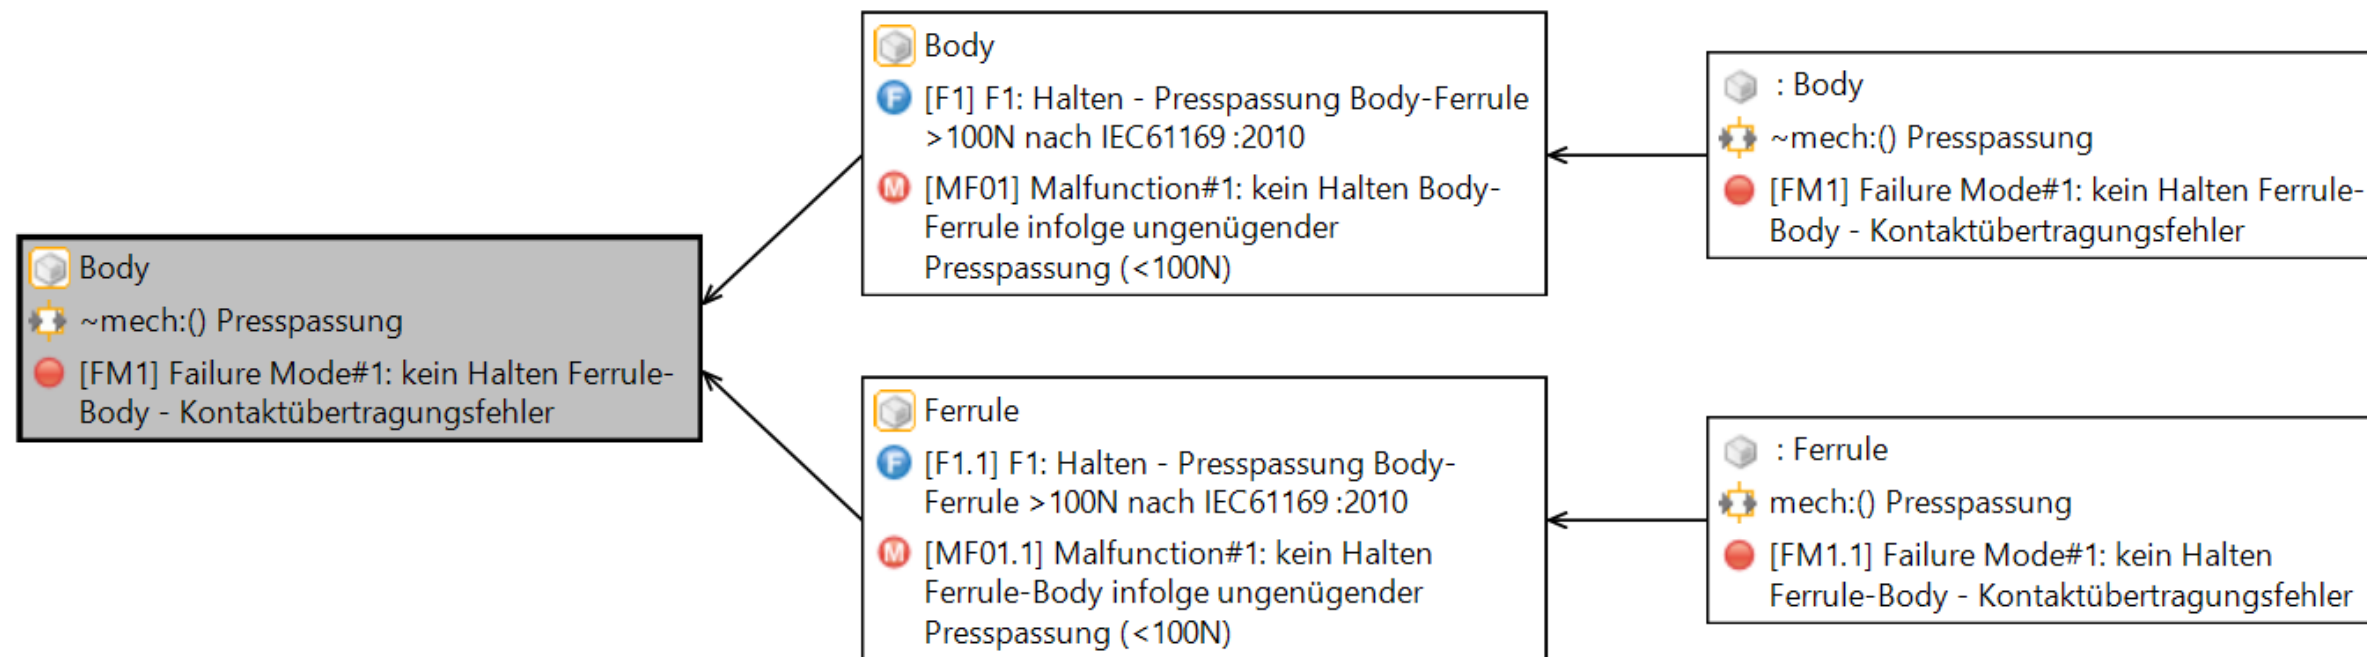 Body
~mech:() Presspassung
[FM1] Failure Mode#1: kein Halten Ferrule-
Body - Kontaktübertragungsfehler
Body
[F1] F1: Halten - Presspassung Body-Ferrule
>100N nach IEC61169 :2010
[MF01] Malfunction#1: kein Halten Body-
Ferrule infolge ungenügender
Presspassung (<100N)
Ferrule
[F1.1] F1: Halten - Presspassung Body-
Ferrule >100N nach IEC61169 :2010
[MF01.1] Malfunction#1: kein Halten
Ferrule-Body infolge ungenügender
Presspassung (<100N)
: Body
~mech:() Presspassung
[FM1] Failure Mode#1: kein Halten Ferrule-
Body - Kontaktübertragungsfehler
: Ferrule
mech:() Presspassung
[FM1.1] Failure Mode#1: kein Halten
Ferrule-Body - Kontaktübertragungsfehler